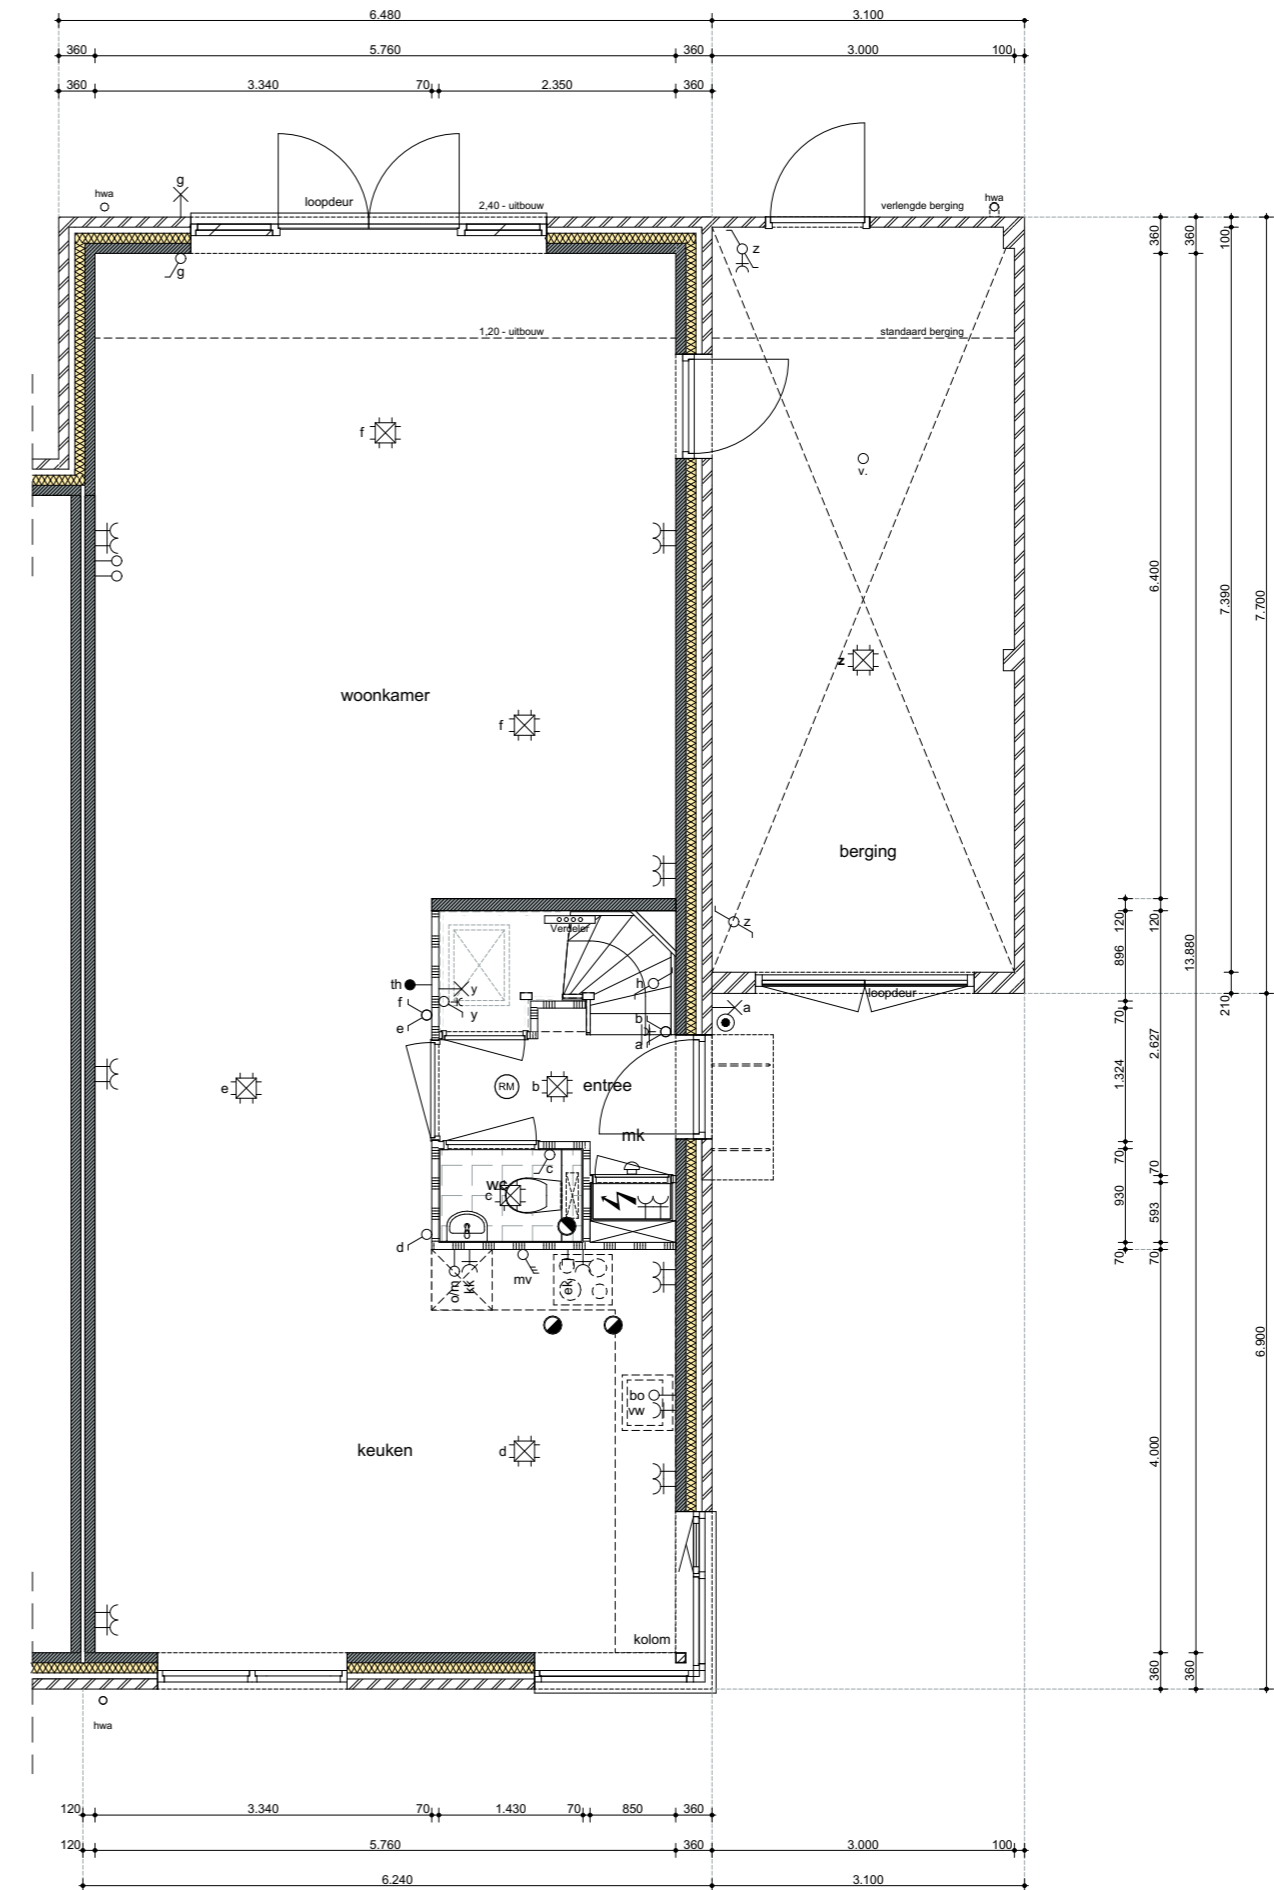 6.480 3.100
360 5.760 360 3.000 100
360 3.340 70 2.350 360
g
hwa
loopdeur
2,40 - uitbouw
verlengde berging
hwa
g
z
360 360 100
1,20 - uitbouw
standaard berging
f
v.
6.400
7.390
7.700
z
woonkamer
f
berging
z
Verdeler
120 120
896
13.880
th
y
h
loopdeur
f
y
e
b
a
a
70
210
2.627
1.324
e
RM
b
entree
mk
c
wc
c
70 70
930
593
d
70 70
mv
o/m
kk
ek
6.900
bo
vw
keuken
d
4.000
kolom
360 360
hwa
120 3.340 70 1.430 70 850 360
120 5.760 360 3.000 100
6.240 3.100